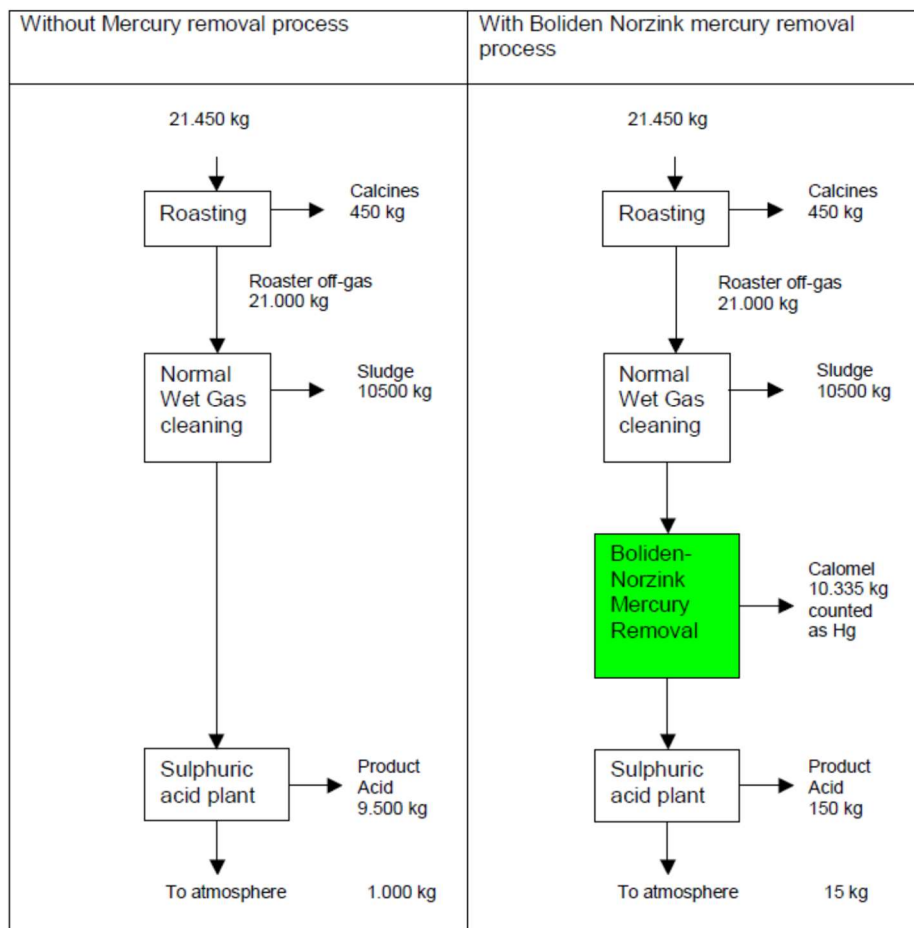 Without Mercury removal process
21.450 kg
Roasting
Calcines
450 kg
Roaster off-gas
21.000 kg
Normal
Wet Gas
cleaning
Sludge
10500 kg
Sulphuric
acid plant
Product
Acid
9.500 kg
To atmosphere 1.000 kg
With Boliden Norzink mercury removal
process
21.450 kg
Roasting
Calcines
450 kg
Roaster off-gas
21.000 kg
Normal
Wet Gas
cleaning
Sludge
10500 kg
Boliden-
Norzink
Mercury
Removal
Calomel
10.335 kg
counted
as Hg
Sulphuric
acid plant
Product
Acid
150 kg
To atmosphere 15 kg